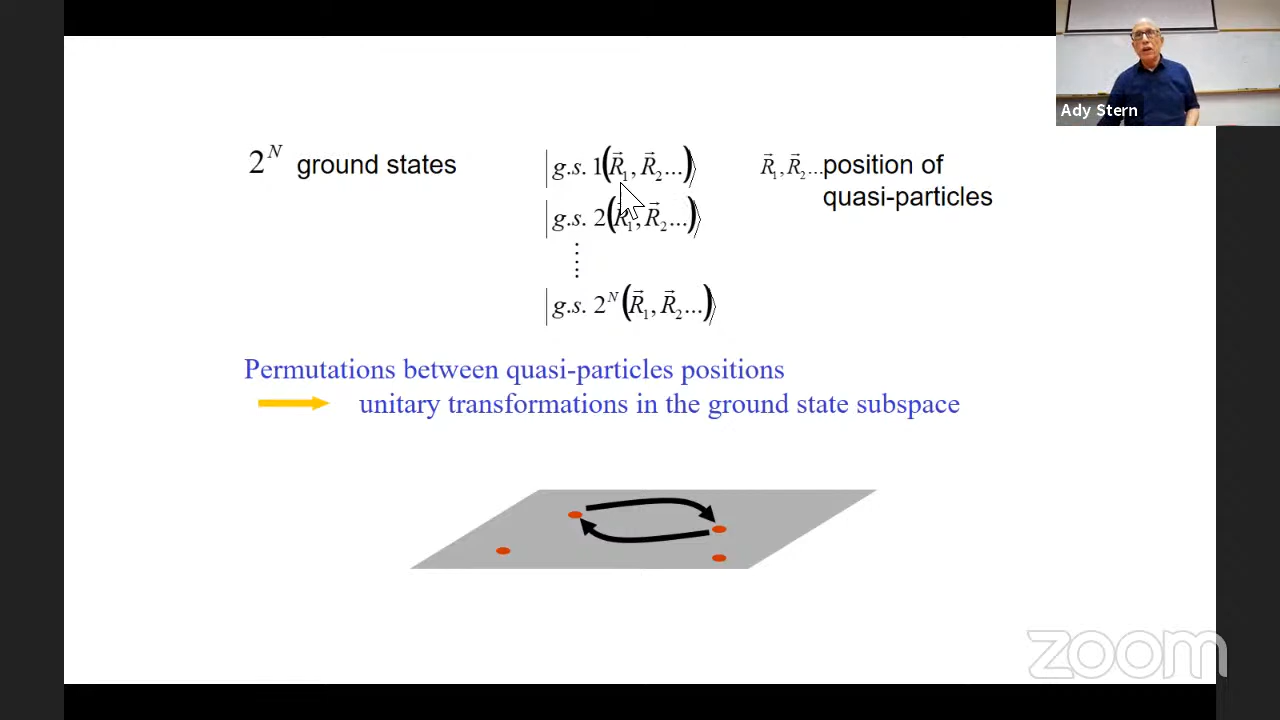 Ady Stern
2^N ground states
|g.s. 1(R⃗₁, R⃗₂...)⟩
R⃗₁, R⃗₂... position of
quasi-particles
|g.s. 2(R⃗₁, R⃗₂...)⟩
⋮
|g.s. 2^N(R⃗₁, R⃗₂...)⟩
Permutations between quasi-particles positions
unitary transformations in the ground state subspace
zoom